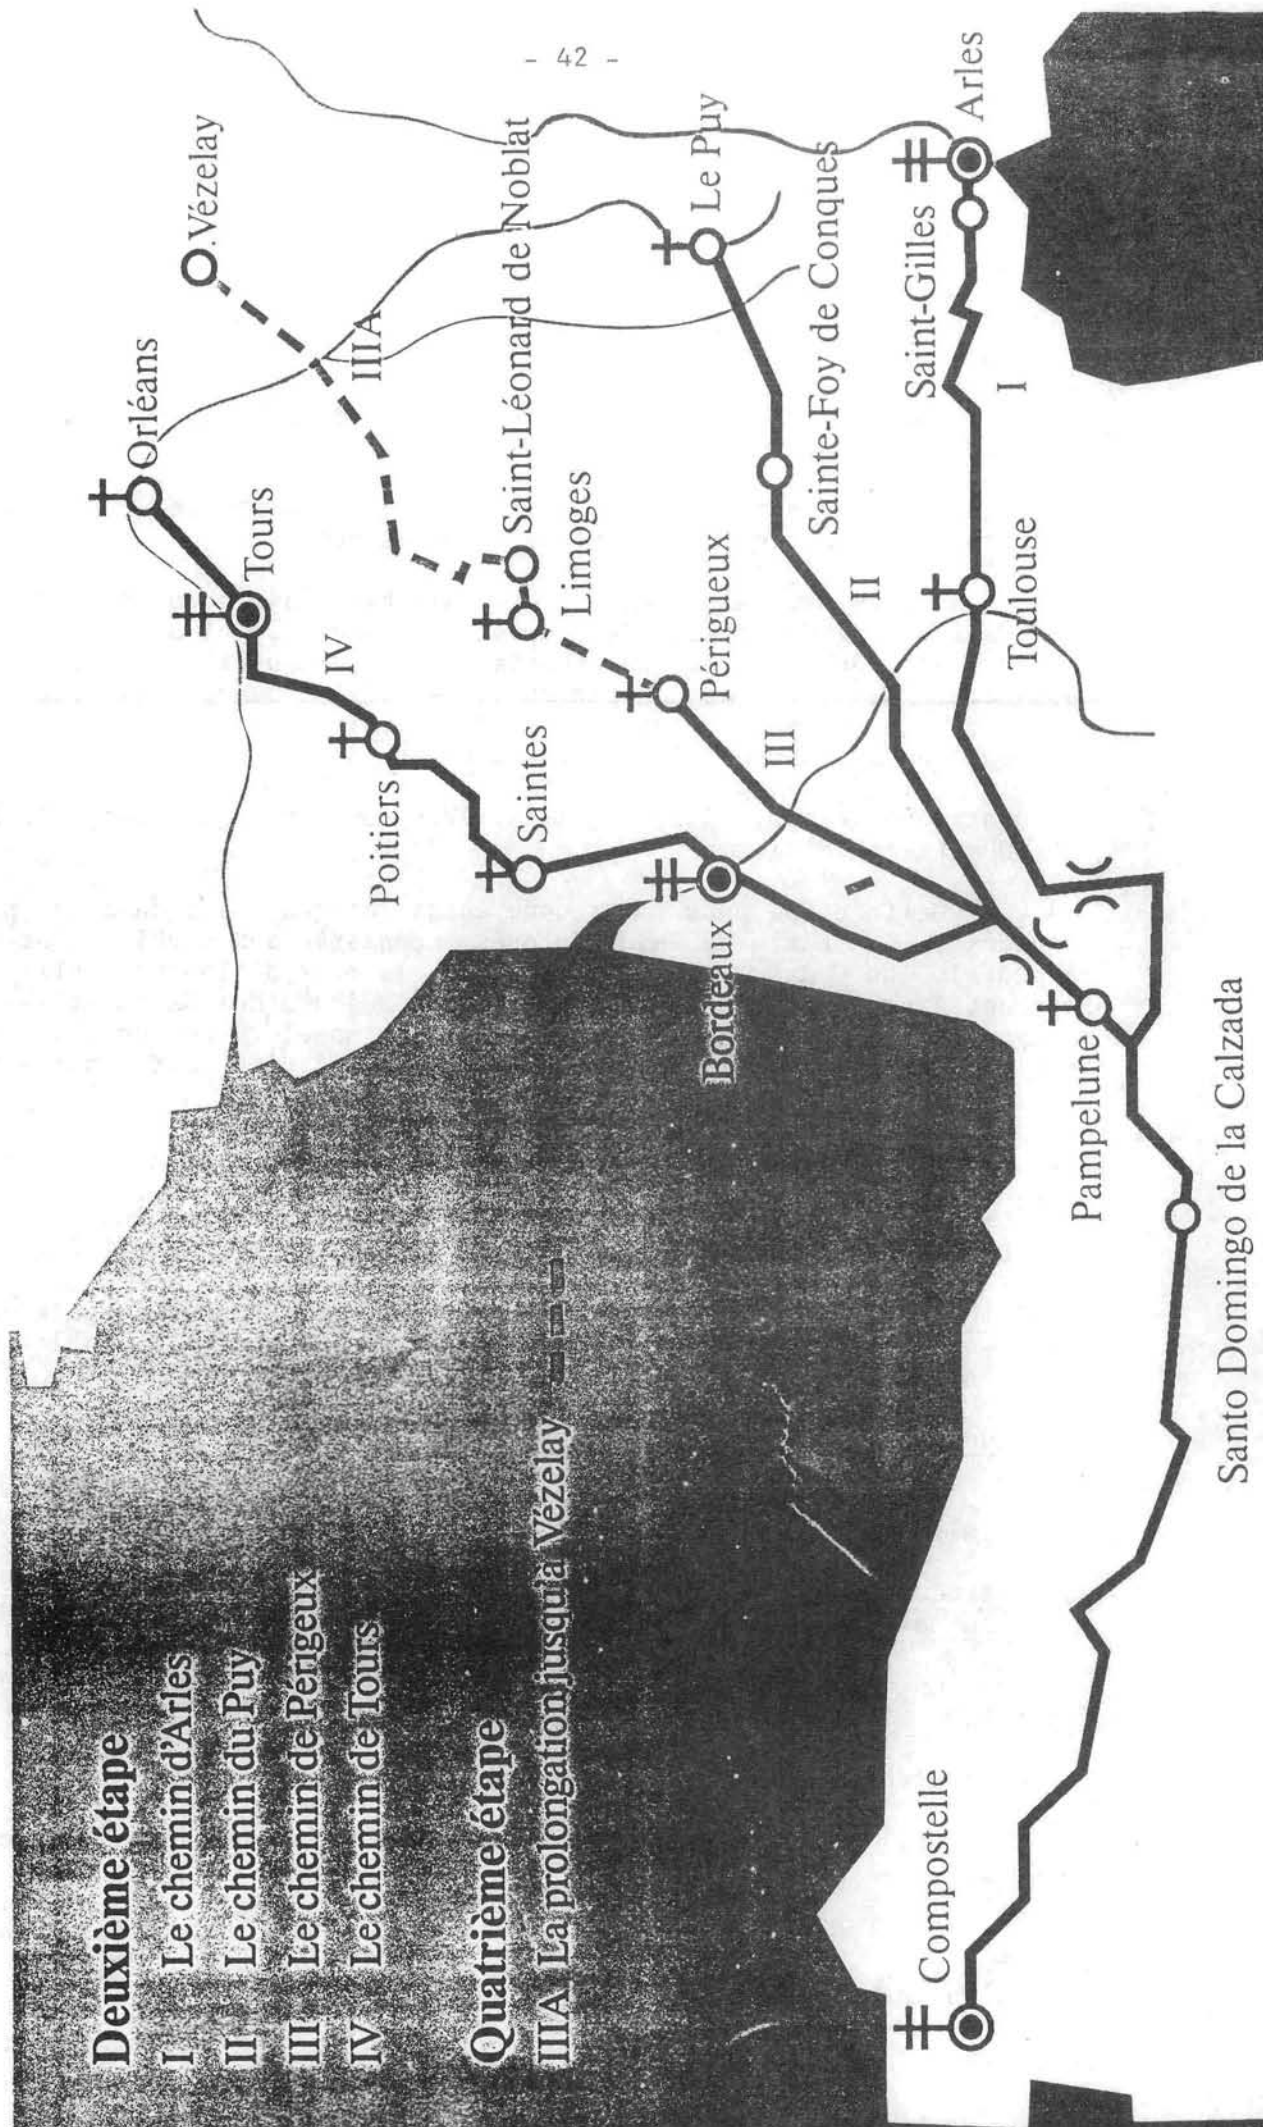 - 42 -
Deuxième étape
I Le chemin d'Arles
II Le chemin du Puy
III Le chemin de Périgeux
IV Le chemin de Tours
Quatrième étape
IIIA La prolongation jusqu'à Vézelay
Orléans
Vézelay
Tours
IIIA
IV
Saint-Léonard de Noblat
Limoges
Poitiers
Saintes
Périgueux
Le Puy
III
II
Sainte-Foy de Conques
Bordeaux
Saint-Gilles
Arles
I
Toulouse
Pampelune
Compostelle
Santo Domingo de la Calzada